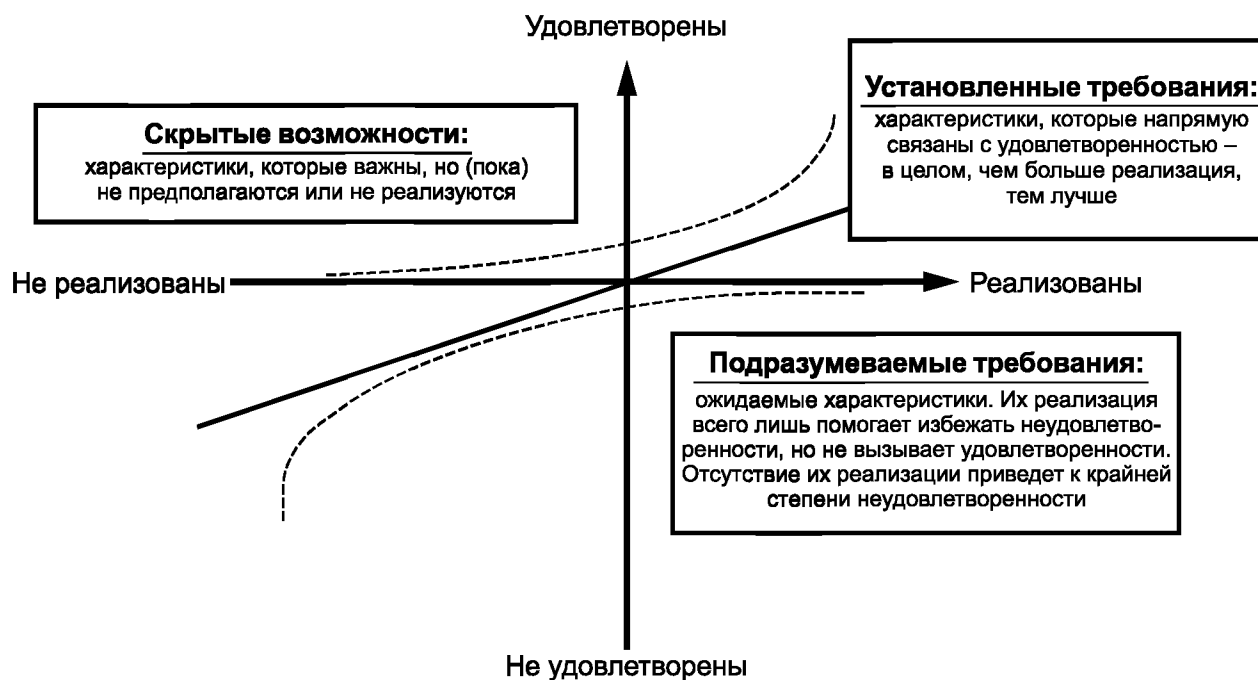 Удовлетворены
Скрытые возможности:
характеристики, которые важны, но (пока)
не предполагаются или не реализуются
Установленные требования:
характеристики, которые напрямую
связаны с удовлетворенностью –
в целом, чем больше реализация,
тем лучше
Не реализованы
Реализованы
Подразумеваемые требования:
ожидаемые характеристики. Их реализация
всего лишь помогает избежать неудовлетво-
ренности, но не вызывает удовлетворенности.
Отсутствие их реализации приведет к крайней
степени неудовлетворенности
Не удовлетворены